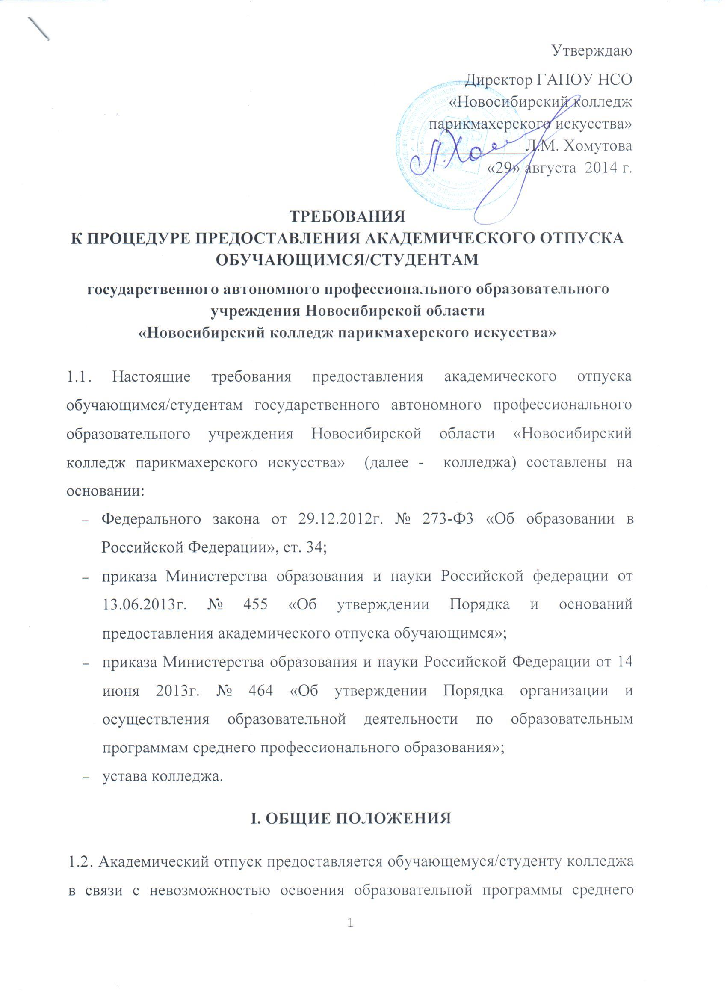 Утверждаю
Директор ГАПОУ НСО
«Новосибирский колледж
парикмахерского искусства»
Л.М. Хомутова
«29» августа 2014 г.
ТРЕБОВАНИЯ
К ПРОЦЕДУРЕ ПРЕДОСТАВЛЕНИЯ АКАДЕМИЧЕСКОГО ОТПУСКА
ОБУЧАЮЩИМСЯ/СТУДЕНТАМ
государственного автономного профессионального образовательного
учреждения Новосибирской области
«Новосибирский колледж парикмахерского искусства»
1.1. Настоящие требования предоставления академического отпуска
обучающимся/студентам государственного автономного профессионального
образовательного учреждения Новосибирской области «Новосибирский
колледж парикмахерского искусства» (далее - колледжа) составлены на
основании:
– Федерального закона от 29.12.2012г. № 273-ФЗ «Об образовании в
Российской Федерации», ст. 34;
– приказа Министерства образования и науки Российской федерации от
13.06.2013г. № 455 «Об утверждении Порядка и оснований
предоставления академического отпуска обучающимся»;
– приказа Министерства образования и науки Российской Федерации от 14
июня 2013г. № 464 «Об утверждении Порядка организации и
осуществления образовательной деятельности по образовательным
программам среднего профессионального образования»;
– устава колледжа.
I. ОБЩИЕ ПОЛОЖЕНИЯ
1.2. Академический отпуск предоставляется обучающемуся/студенту колледжа
в связи с невозможностью освоения образовательной программы среднего
1